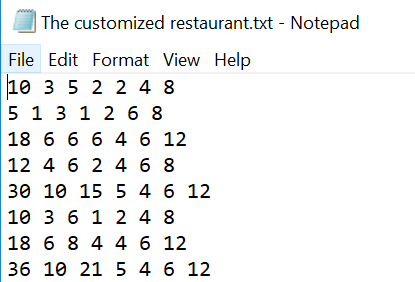 The customized restaurant.txt - Notepad
File Edit Format View Help
10 3 5 2 2 4 8
5 1 3 1 2 6 8
18 6 6 6 4 6 12
12 4 6 2 4 6 8
30 10 15 5 4 6 12
10 3 6 1 2 4 8
18 6 8 4 4 6 12
36 10 21 5 4 6 12